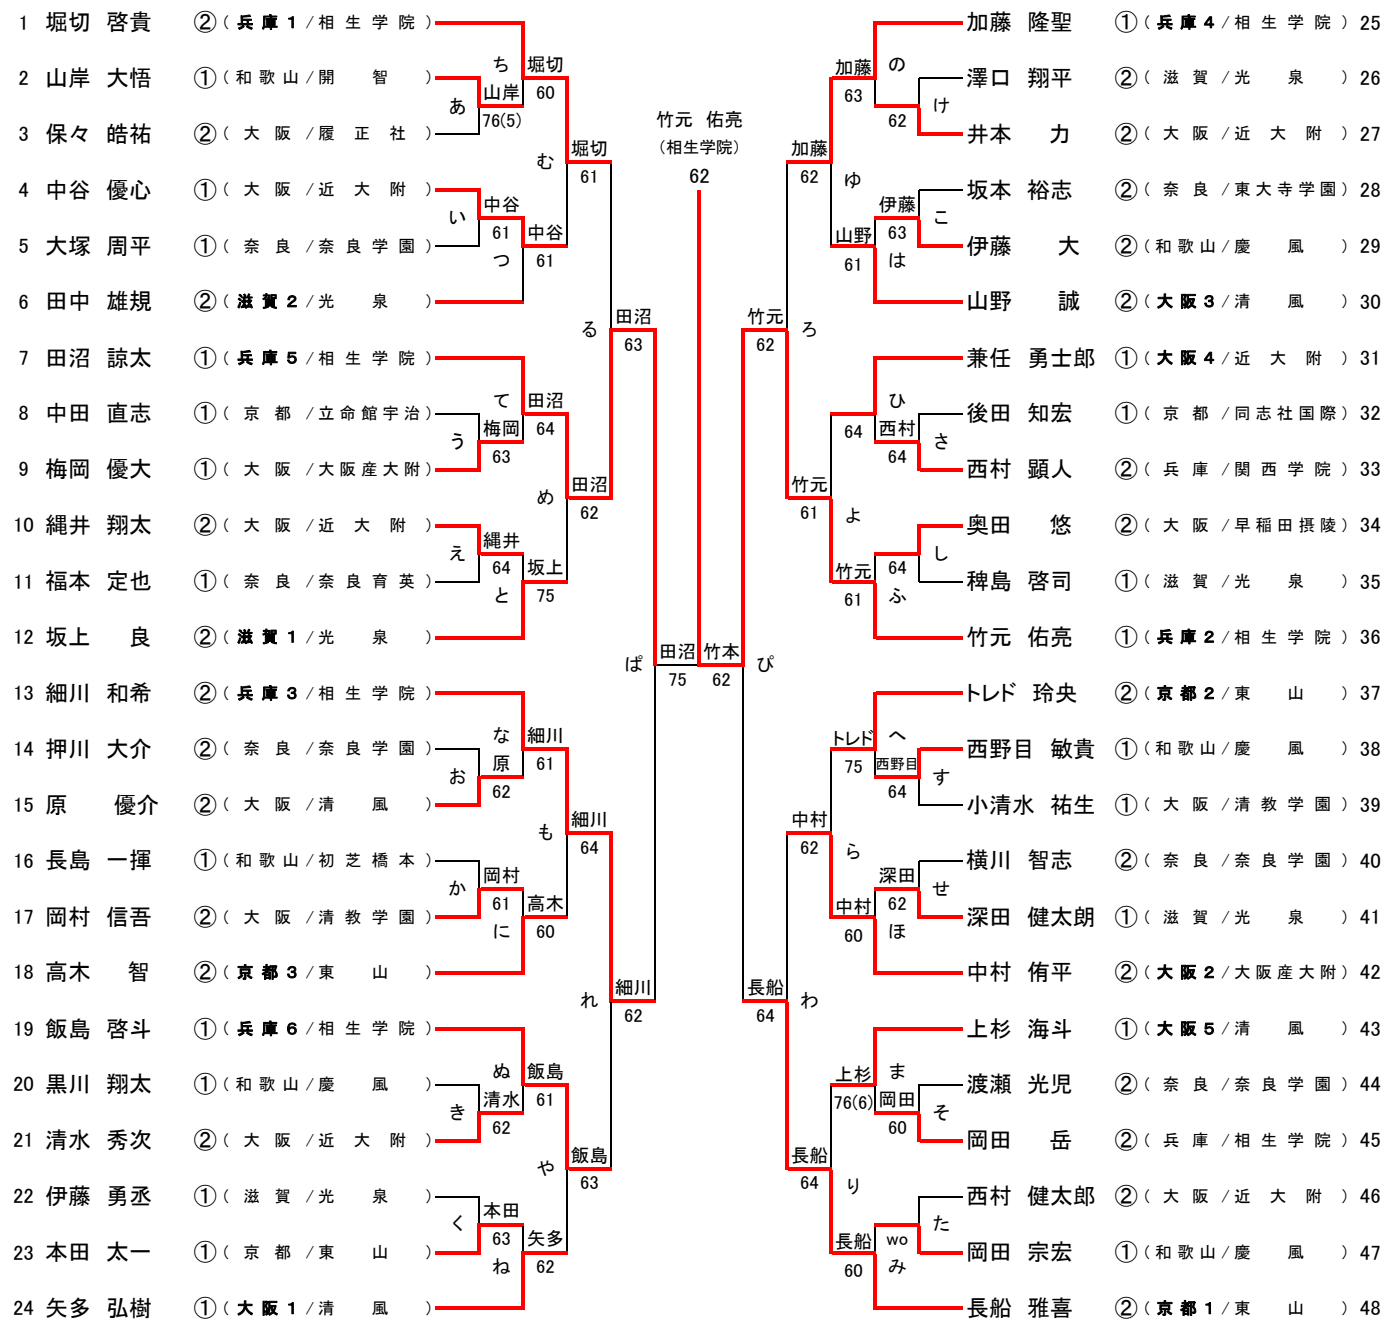 1 堀切 啓貴 ② ( 兵庫1 / 相生学院 )
2 山岸 大悟 ① ( 和歌山 / 開智 )
3 保々 皓祐 ② ( 大阪 / 履正社 )
4 中谷 優心 ① ( 大阪 / 近大附 )
5 大塚 周平 ① ( 奈良 / 奈良学園 )
6 田中 雄規 ② ( 滋賀2 / 光泉 )
7 田沼 諒太 ① ( 兵庫5 / 相生学院 )
8 中田 直志 ① ( 京都 / 立命館宇治 )
9 梅岡 優大 ① ( 大阪 / 大阪産大附 )
10 縄井 翔太 ② ( 大阪 / 近大附 )
11 福本 定也 ① ( 奈良 / 奈良育英 )
12 坂上 良 ② ( 滋賀1 / 光泉 )
13 細川 和希 ② ( 兵庫3 / 相生学院 )
14 押川 大介 ② ( 奈良 / 奈良学園 )
15 原 優介 ② ( 大阪 / 清風 )
16 長島 一揮 ① ( 和歌山 / 初芝橋本 )
17 岡村 信吾 ② ( 大阪 / 清教学園 )
18 高木 智 ② ( 京都3 / 東山 )
19 飯島 啓斗 ① ( 兵庫6 / 相生学院 )
20 黒川 翔太 ① ( 和歌山 / 慶風 )
21 清水 秀次 ② ( 大阪 / 近大附 )
22 伊藤 勇丞 ① ( 滋賀 / 光泉 )
23 本田 太一 ① ( 京都 / 東山 )
24 矢多 弘樹 ① ( 大阪1 / 清風 )
あ
山岸
76(5)
い
中谷
61
う
梅岡
63
え
縄井
64
お
原
62
か
岡村
61
き
清水
62
く
本田
63
ち
堀切
60
つ
中谷
61
て
田沼
64
と
坂上
75
な
細川
61
に
高木
60
ぬ
飯島
61
ね
矢多
62
む
堀切
61
め
田沼
62
も
細川
64
や
飯島
63
る
田沼
63
れ
細川
62
ぱ
田沼
75
竹元 佑亮
(相生学院)
62
竹本
62
ぴ
竹元
62
ろ
長船
64
わ
加藤
62
ゆ
竹元
61
よ
中村
62
ら
長船
64
り
加藤
63
の
山野
61
は
64
ひ
竹元
61
ふ
トレド
75
へ
中村
60
ほ
上杉
76(6)
ま
長船
60
み
62
け
伊藤
63
こ
西村
64
さ
64
し
西野目
64
す
深田
62
せ
岡田
60
そ
wo
た
加藤 隆聖 ① ( 兵庫4 / 相生学院 ) 25
澤口 翔平 ② ( 滋賀 / 光泉 ) 26
井本 力 ② ( 大阪 / 近大附 ) 27
坂本 裕志 ② ( 奈良 / 東大寺学園 ) 28
伊藤 大 ② ( 和歌山 / 慶風 ) 29
山野 誠 ② ( 大阪3 / 清風 ) 30
兼任 勇士郎 ① ( 大阪4 / 近大附 ) 31
後田 知宏 ① ( 京都 / 同志社国際 ) 32
西村 顕人 ② ( 兵庫 / 関西学院 ) 33
奥田 悠 ② ( 大阪 / 早稲田摂陵 ) 34
稗島 啓司 ① ( 滋賀 / 光泉 ) 35
竹元 佑亮 ① ( 兵庫2 / 相生学院 ) 36
トレド 玲央 ② ( 京都2 / 東山 ) 37
西野目 敏貴 ① ( 和歌山 / 慶風 ) 38
小清水 祐生 ① ( 大阪 / 清教学園 ) 39
横川 智志 ② ( 奈良 / 奈良学園 ) 40
深田 健太朗 ① ( 滋賀 / 光泉 ) 41
中村 侑平 ② ( 大阪2 / 大阪産大附 ) 42
上杉 海斗 ① ( 大阪5 / 清風 ) 43
渡瀬 光児 ② ( 奈良 / 奈良学園 ) 44
岡田 岳 ② ( 兵庫 / 相生学院 ) 45
西村 健太郎 ② ( 大阪 / 近大附 ) 46
岡田 宗宏 ① ( 和歌山 / 慶風 ) 47
長船 雅喜 ② ( 京都1 / 東山 ) 48